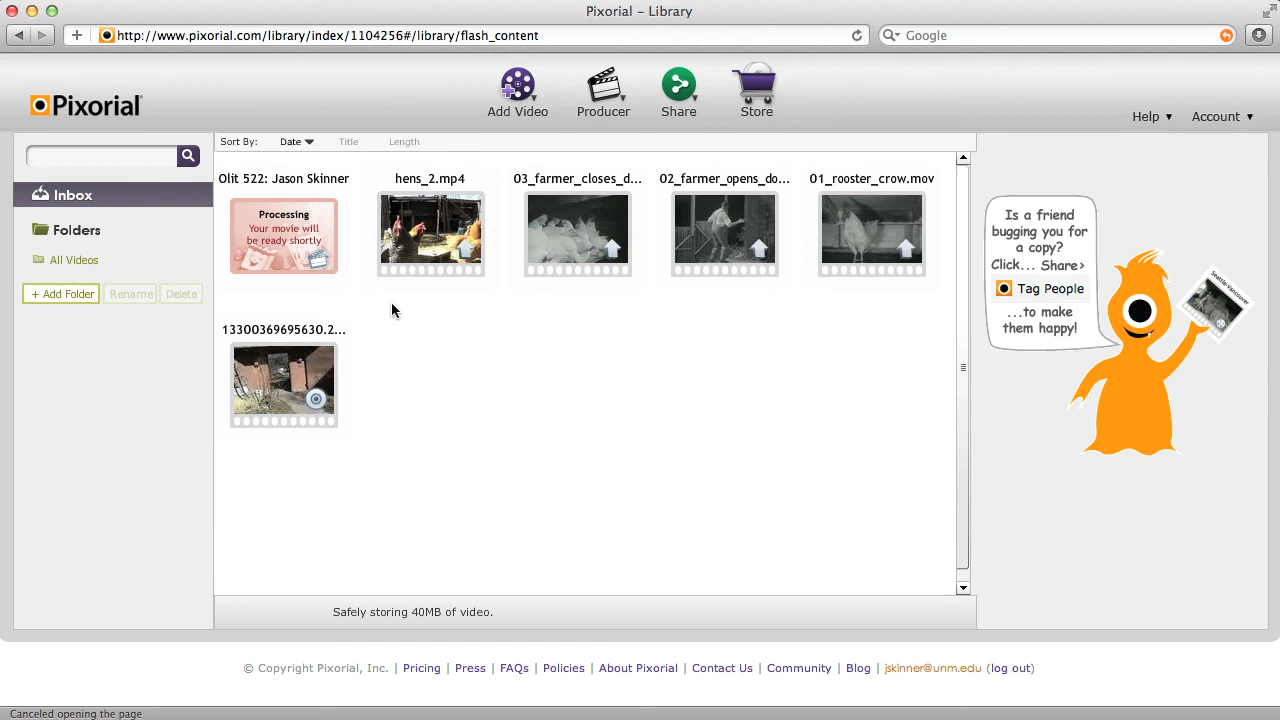 Pixorial – Library
http://www.pixorial.com/library/index/1104256#/library/flash_content
Google
Pixorial
Add Video
Producer
Share
Store
Help
Account
Sort By: Date Title Length
Inbox
Folders
All Videos
+ Add Folder Rename Delete
Olit 522: Jason Skinner
Processing
Your movie will
be ready shortly
hens_2.mp4
03_farmer_closes_d...
02_farmer_opens_do...
01_rooster_crow.mov
13300369695630.2...
Is a friend
bugging you for
a copy?
Click... Share>
Tag People
...to make
them happy!
Seattle-Vancouver
Safely storing 40MB of video.
© Copyright Pixorial, Inc. | Pricing | Press | FAQs | Policies | About Pixorial | Contact Us | Community | Blog | jskinner@unm.edu (log out)
Canceled opening the page